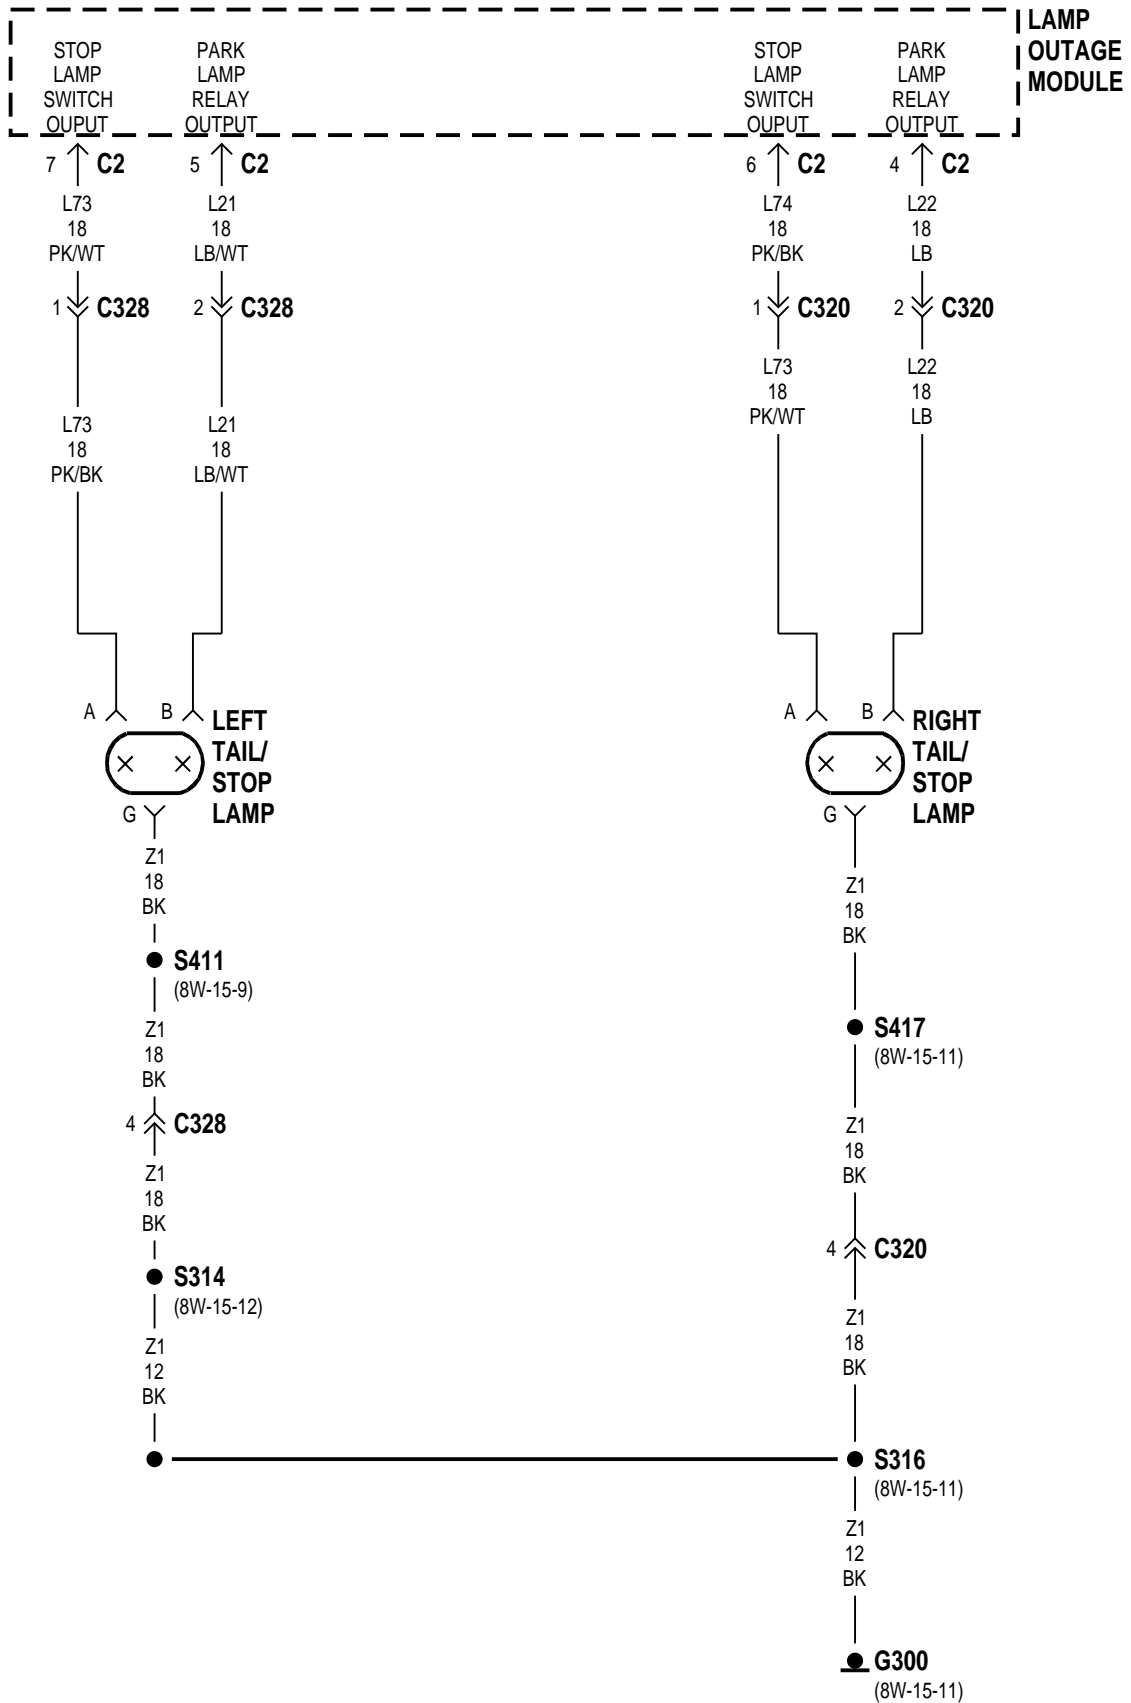 LAMP
OUTAGE
MODULE
STOP
LAMP
SWITCH
OUPUT
PARK
LAMP
RELAY
OUTPUT
STOP
LAMP
SWITCH
OUPUT
PARK
LAMP
RELAY
OUTPUT
7 C2
5 C2
6 C2
4 C2
L73
18
PK/WT
L21
18
LB/WT
L74
18
PK/BK
L22
18
LB
1 C328
2 C328
1 C320
2 C320
L73
18
PK/BK
L21
18
LB/WT
L73
18
PK/WT
L22
18
LB
A
B
LEFT
TAIL/
STOP
LAMP
G
A
B
RIGHT
TAIL/
STOP
LAMP
G
Z1
18
BK
S411
(8W-15-9)
Z1
18
BK
4 C328
Z1
18
BK
S314
(8W-15-12)
Z1
12
BK
Z1
18
BK
S417
(8W-15-11)
Z1
18
BK
4 C320
Z1
18
BK
S316
(8W-15-11)
Z1
12
BK
G300
(8W-15-11)